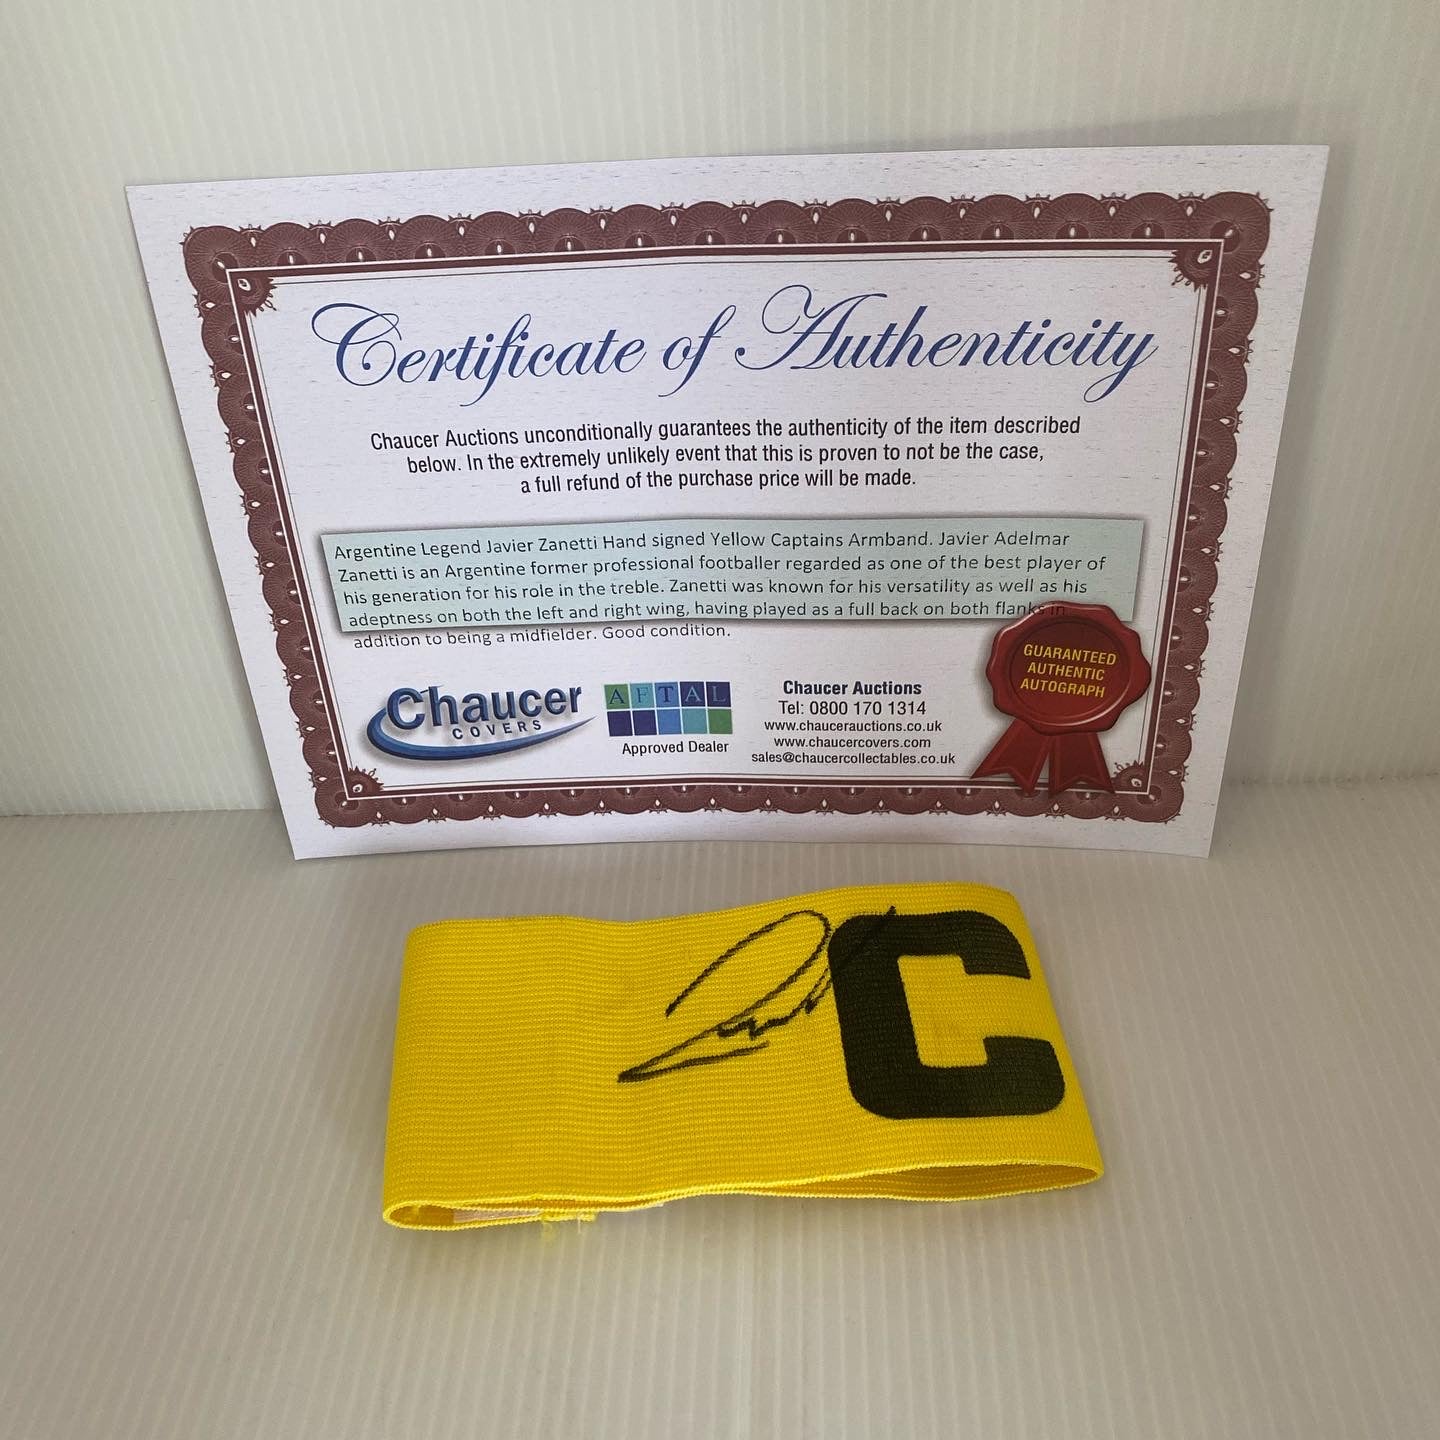 Certificate of Authenticity
Chaucer Auctions unconditionally guarantees the authenticity of the item described
below. In the extremely unlikely event that this is proven to not be the case,
a full refund of the purchase price will be made.
Argentine Legend Javier Zanetti Hand signed Yellow Captains Armband. Javier Adelmar
Zanetti is an Argentine former professional footballer regarded as one of the best player of
his generation for his role in the treble. Zanetti was known for his versatility as well as his
adeptness on both the left and right wing, having played as a full back on both flanks in
addition to being a midfielder. Good condition.
Chaucer
COVERS
AFTAL
Approved Dealer
Chaucer Auctions
Tel: 0800 170 1314
www.chaucerauctions.co.uk
www.chaucercovers.com
sales@chaucercollectables.co.uk
GUARANTEED
AUTHENTIC
AUTOGRAPH
C